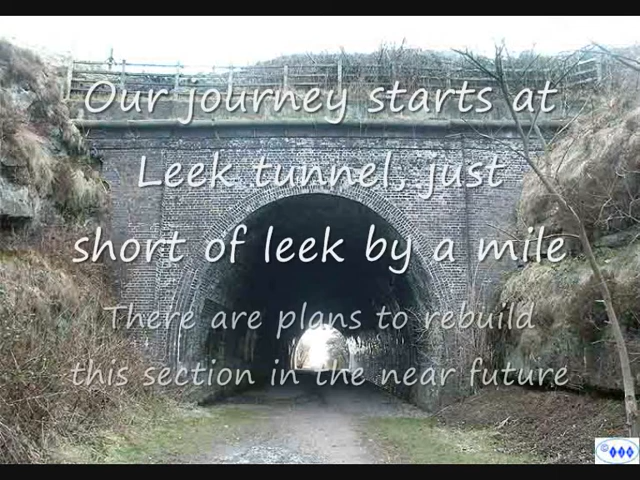 Our journey starts at
Leek tunnel, just
short of leek by a mile
There are plans to rebuild
this section in the near future